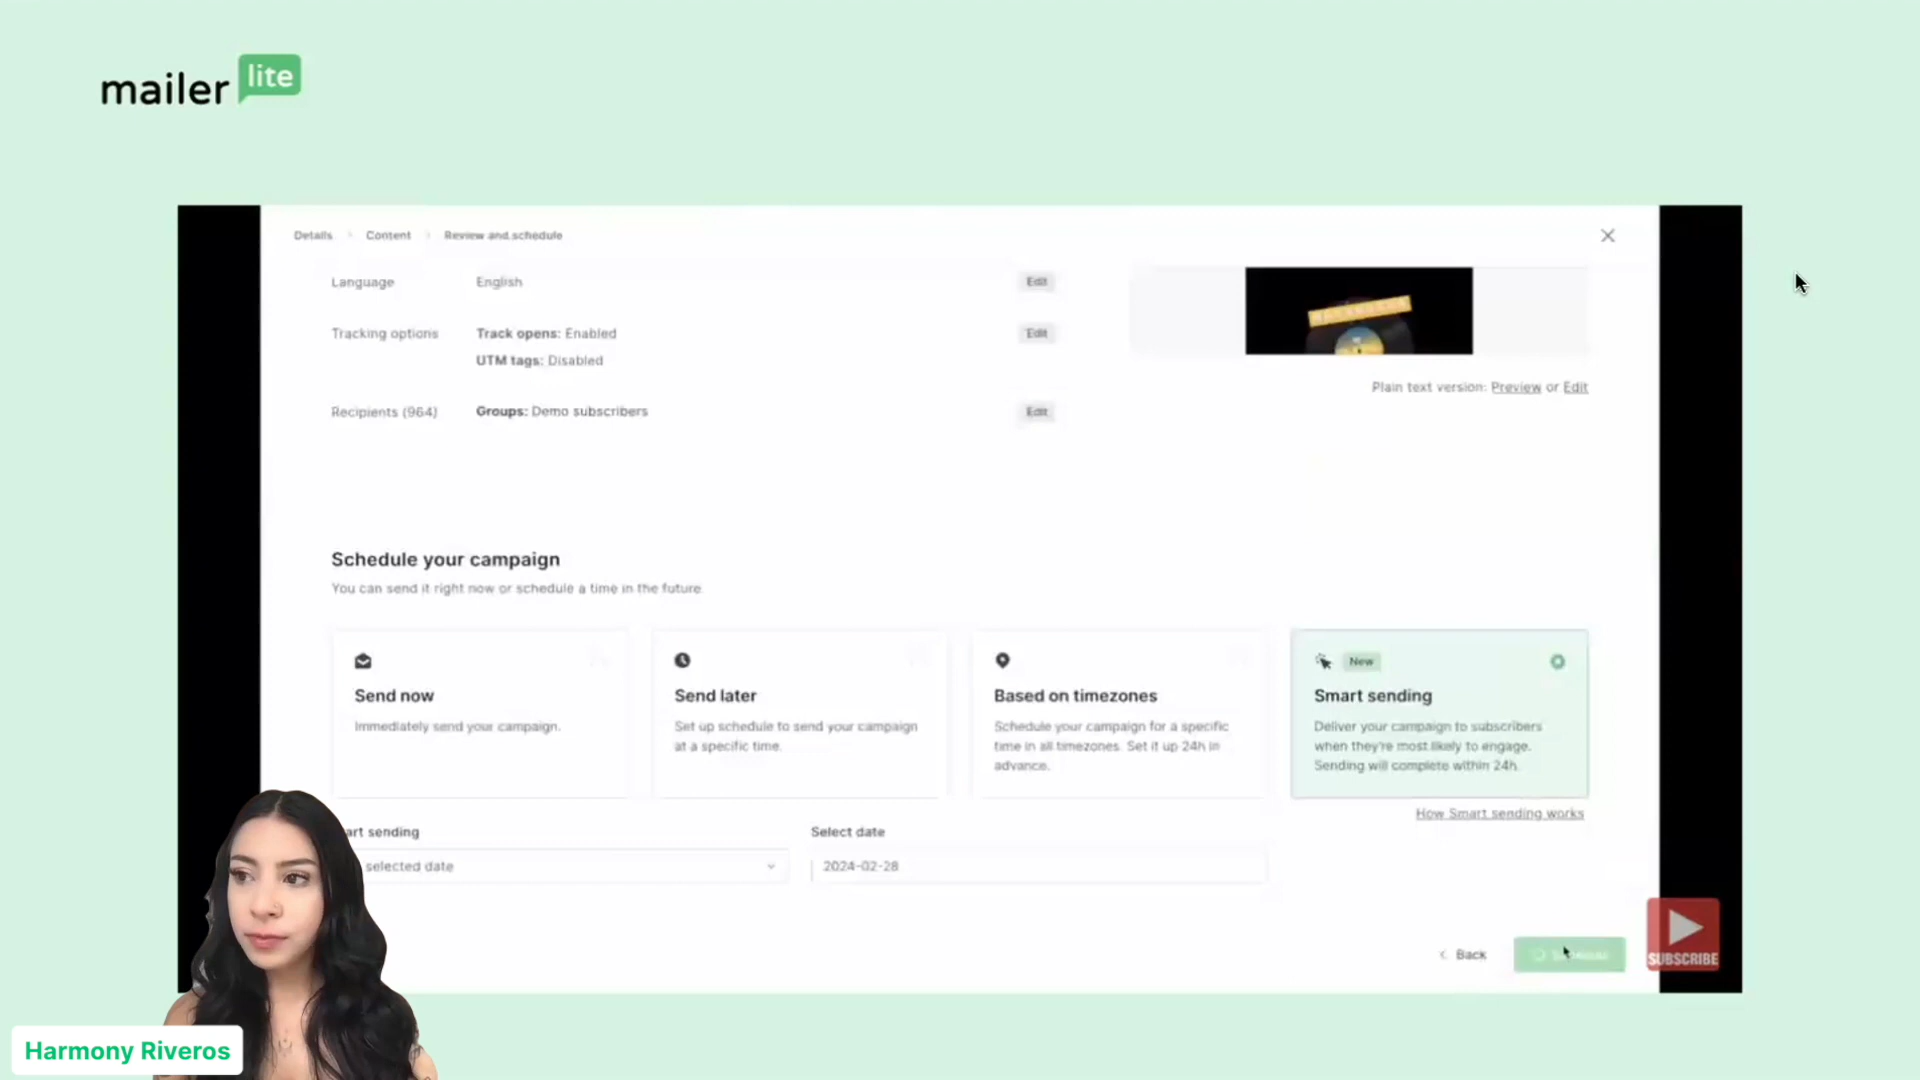 mailer lite
Details > Content > Review and schedule
Language English Edit
Tracking options Track opens: Enabled Edit
UTM tags: Disabled
Plain text version: Preview or Edit
Recipients (964) Groups: Demo subscribers Edit
Schedule your campaign
You can send it right now or schedule a time in the future
New
Send now
Immediately send your campaign.
Send later
Set up schedule to send your campaign
at a specific time.
Based on timezones
Schedule your campaign for a specific
time in all timezones. Set it up 24h in
advance.
Smart sending
Deliver your campaign to subscribers
when they're most likely to engage.
Sending will complete within 24h.
How Smart sending works
art sending
selected date
Select date
2024-02-28
< Back
SUBSCRIBE
Harmony Riveros